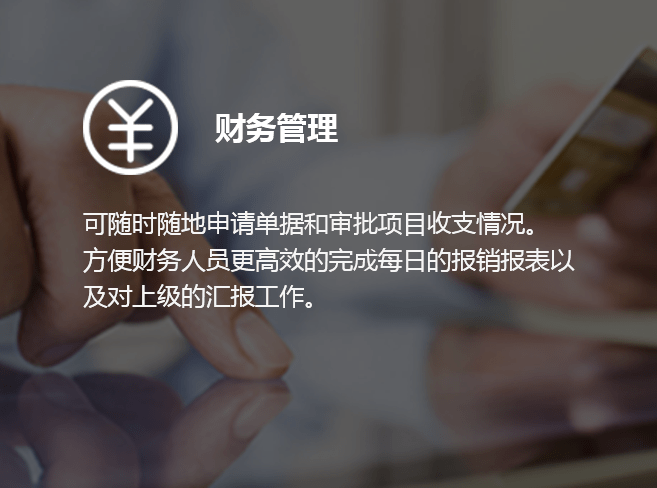 财务管理
可随时随地申请单据和审批项目收支情况。
方便财务人员更高效的完成每日的报销报表以
及对上级的汇报工作。